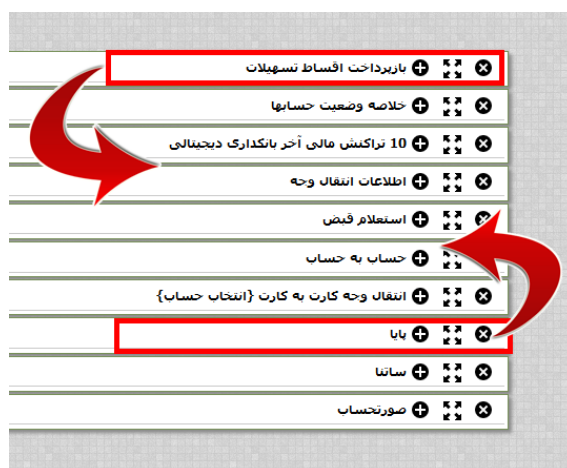 بازپرداخت اقساط تسهیلات
خلاصه وضعیت حسابها
10 تراکنش مالی آخر بانکداری دیجیتالی
اطلاعات انتقال وجه
استعلام قبض
حساب به حساب
انتقال وجه کارت به کارت {انتخاب حساب}
پایا
ساتنا
صورتحساب